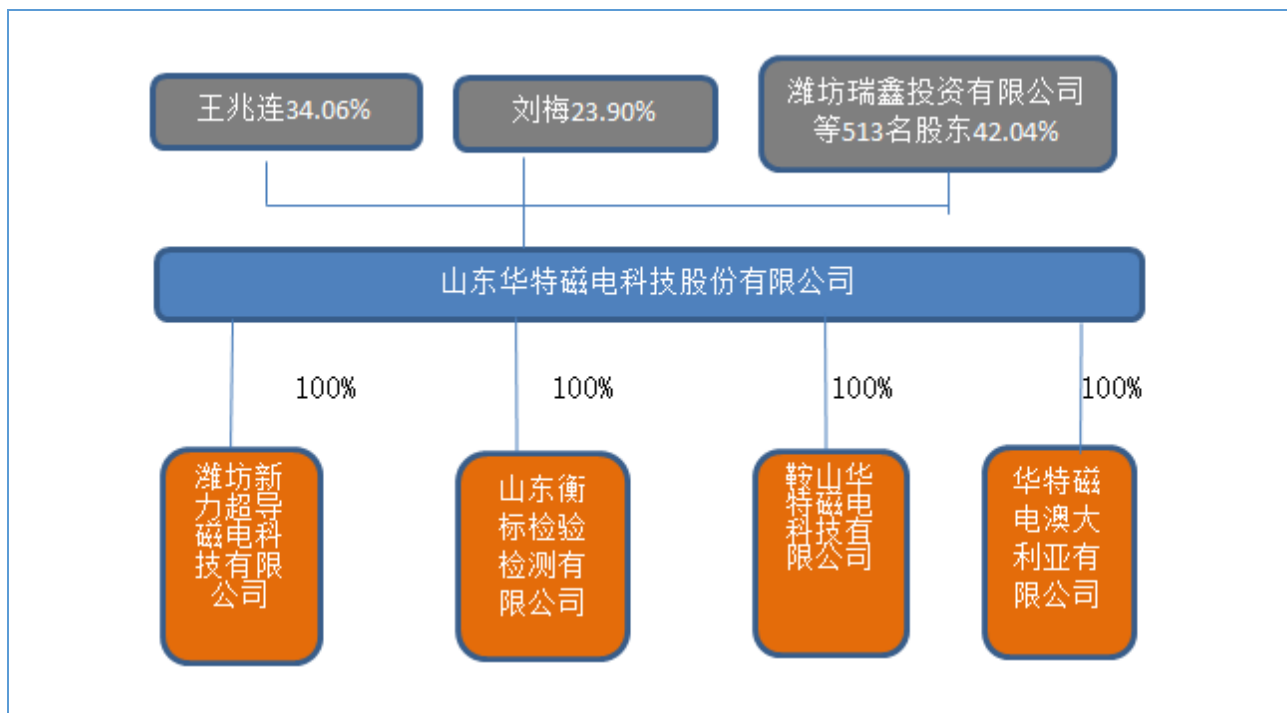 王兆连34.06%
刘梅23.90%
潍坊瑞鑫投资有限公司
等513名股东42.04%
山东华特磁电科技股份有限公司
100%
100%
100%
100%
潍坊新
力超导
磁电科
技有限
公司
山东衡
标检验
检测有
限公司
鞍山华
特磁电
科技有
限公司
华特磁
电澳大
利亚有
限公司